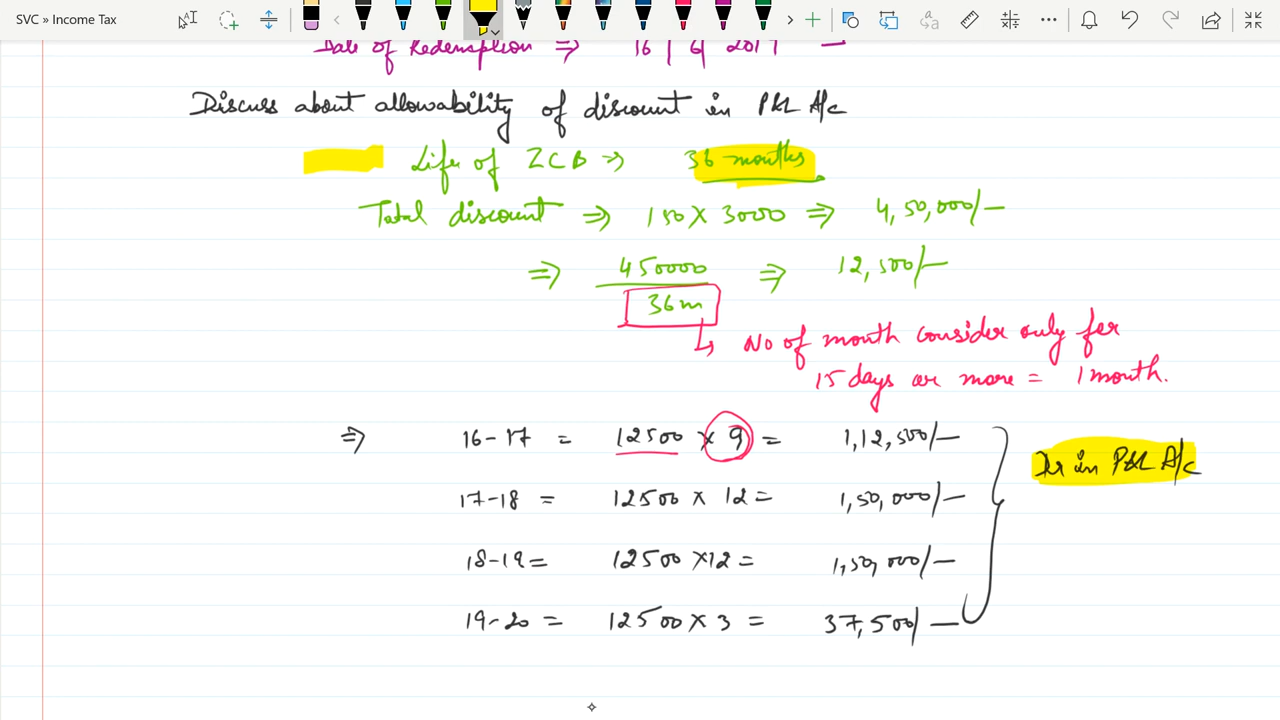 SVC » Income Tax
Date of Redemption ⇒ 16 | 6 | 2019 —
Discuss about allowability of discount in P&L A/c
Life of ZCB ⇒ 36 months
Total discount ⇒ 150 × 3000 ⇒ 4,50,000/-
⇒ 450000 ⇒ 12,500/-
36m
↳ No of month consider only for
15 days or more = 1 month.
⇒ 16-17 = 12500 × 9 = 1,12,500/-
Dr in P&L A/c
17-18 = 12500 × 12 = 1,50,000/-
18-19 = 12500 ×12 = 1,50,000/-
19-20 = 12500 × 3 = 37,500/-